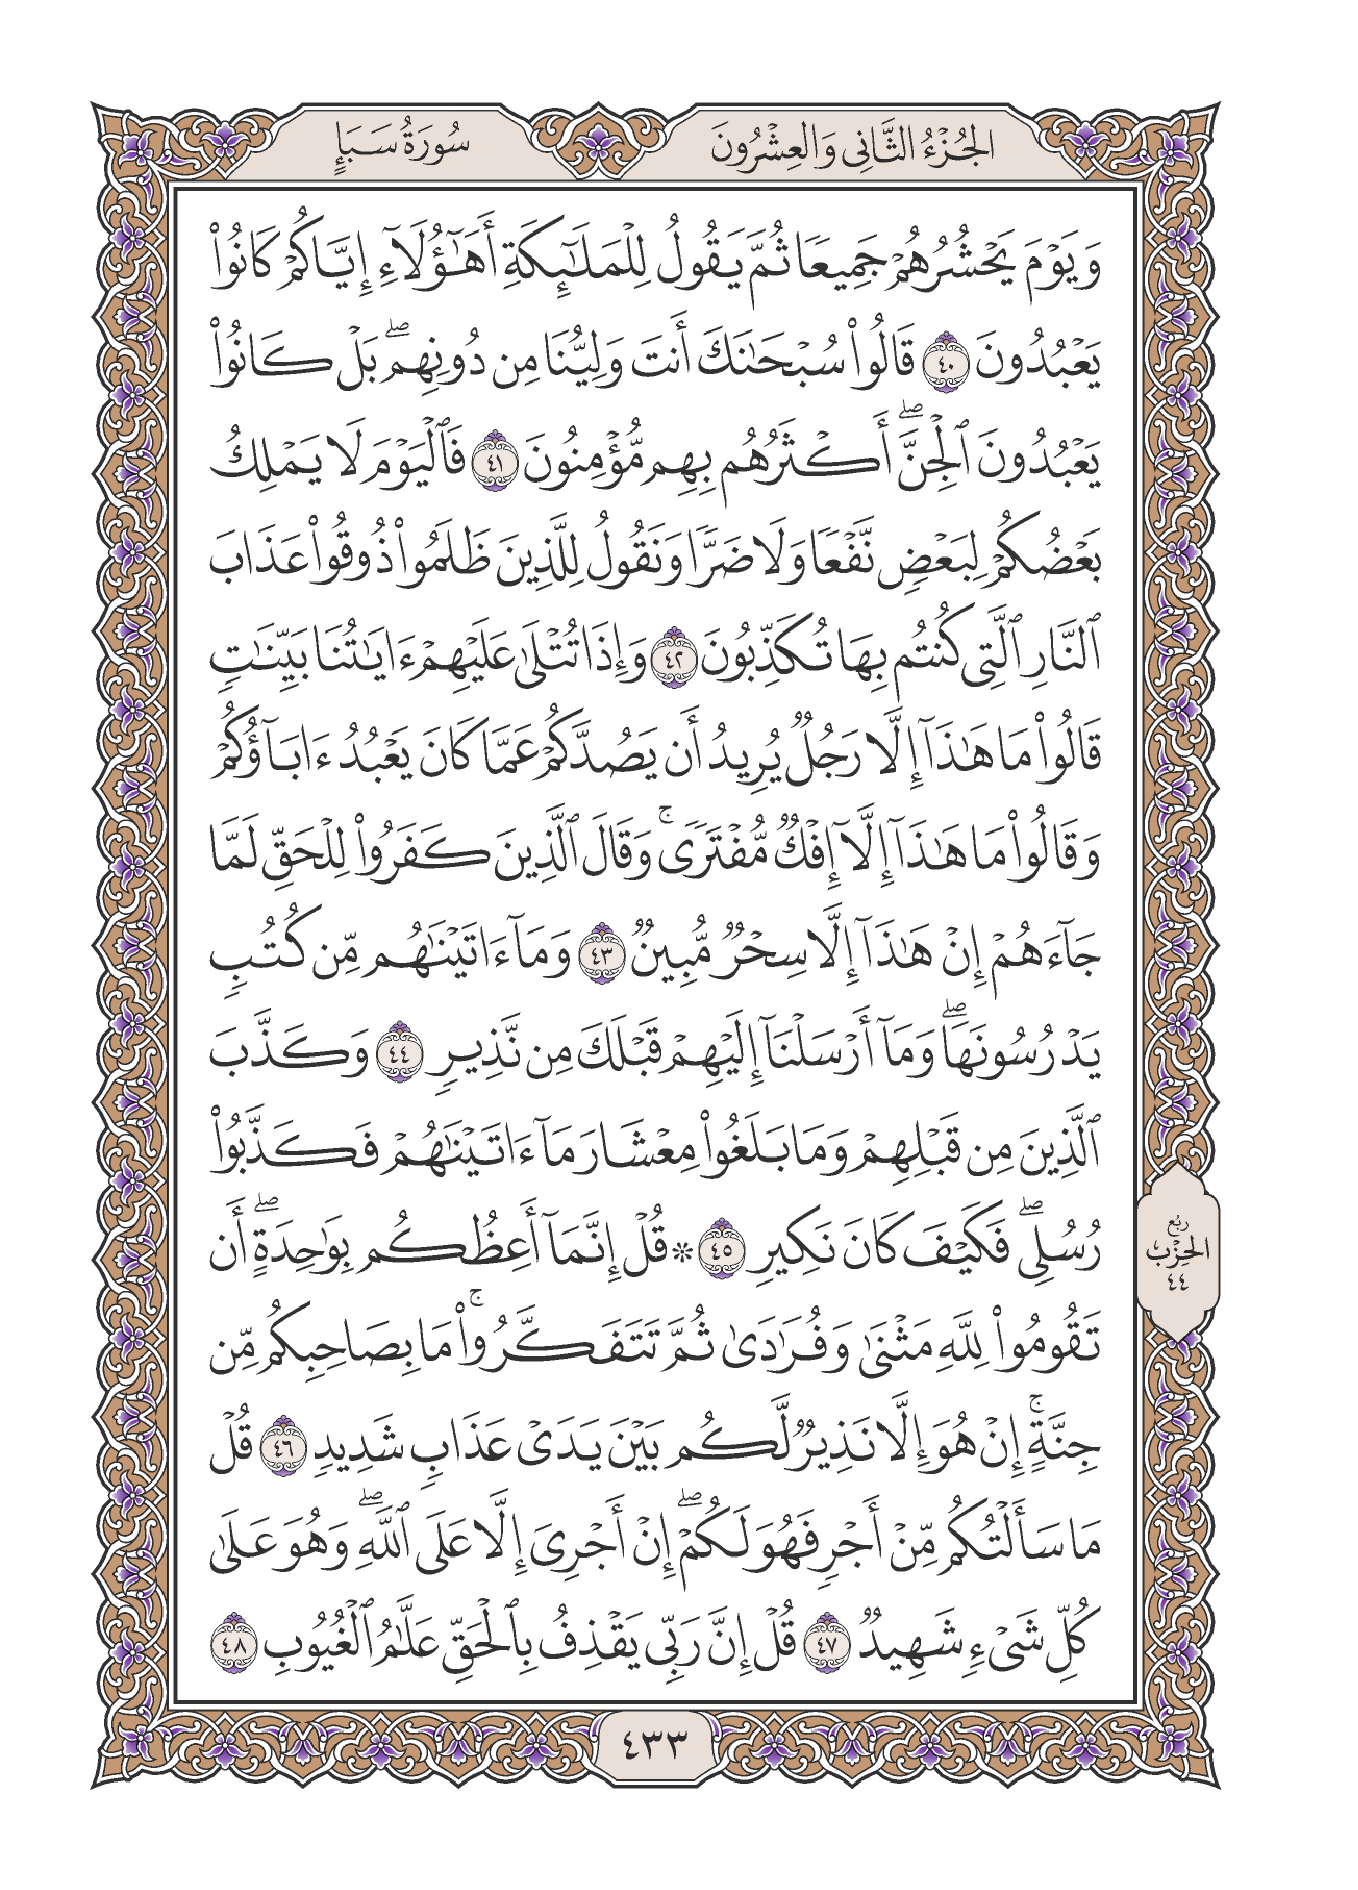 الجُزْءُ الثَّانِي وَالعِشْرُونَ
سُورَةُ سَبَإٍ
وَيَوْمَ يَحْشُرُهُمْ جَمِيعًا ثُمَّ يَقُولُ لِلْمَلَٰٓئِكَةِ أَهَٰٓؤُلَآءِ إِيَّاكُمْ كَانُوا۟
يَعْبُدُونَ ٤٠ قَالُوا۟ سُبْحَٰنَكَ أَنتَ وَلِيُّنَا مِن دُونِهِم ۖ بَلْ كَانُوا۟
يَعْبُدُونَ ٱلْجِنَّ ۖ أَكْثَرُهُم بِهِم مُّؤْمِنُونَ ٤١ فَٱلْيَوْمَ لَا يَمْلِكُ
بَعْضُكُمْ لِبَعْضٍ نَّفْعًا وَلَا ضَرًّا وَنَقُولُ لِلَّذِينَ ظَلَمُوا۟ ذُوقُوا۟ عَذَابَ
ٱلنَّارِ ٱلَّتِى كُنتُم بِهَا تُكَذِّبُونَ ٤٢ وَإِذَا تُتْلَىٰ عَلَيْهِمْ ءَايَٰتُنَا بَيِّنَٰتٍ
قَالُوا۟ مَا هَٰذَآ إِلَّا رَجُلٌ يُرِيدُ أَن يَصُدَّكُمْ عَمَّا كَانَ يَعْبُدُ ءَابَآؤُكُمْ
وَقَالُوا۟ مَا هَٰذَآ إِلَّآ إِفْكٌ مُّفْتَرًى ۚ وَقَالَ ٱلَّذِينَ كَفَرُوا۟ لِلْحَقِّ لَمَّا
جَآءَهُمْ إِنْ هَٰذَآ إِلَّا سِحْرٌ مُّبِينٌ ٤٣ وَمَآ ءَاتَيْنَٰهُم مِّن كُتُبٍ
يَدْرُسُونَهَا ۖ وَمَآ أَرْسَلْنَآ إِلَيْهِمْ قَبْلَكَ مِن نَّذِيرٍ ٤٤ وَكَذَّبَ
ٱلَّذِينَ مِن قَبْلِهِمْ وَمَا بَلَغُوا۟ مِعْشَارَ مَآ ءَاتَيْنَٰهُمْ فَكَذَّبُوا۟
رُسُلِى ۖ فَكَيْفَ كَانَ نَكِيرِ ٤٥ ۞ قُلْ إِنَّمَآ أَعِظُكُم بِوَٰحِدَةٍ ۖ أَن
تَقُومُوا۟ لِلَّهِ مَثْنَىٰ وَفُرَٰدَىٰ ثُمَّ تَتَفَكَّرُوا۟ ۚ مَا بِصَاحِبِكُم مِّن
جِنَّةٍ ۚ إِنْ هُوَ إِلَّا نَذِيرٌ لَّكُم بَيْنَ يَدَىْ عَذَابٍ شَدِيدٍ ٤٦ قُلْ
مَا سَأَلْتُكُم مِّنْ أَجْرٍ فَهُوَ لَكُمْ ۖ إِنْ أَجْرِىَ إِلَّا عَلَى ٱللَّهِ ۖ وَهُوَ عَلَىٰ
كُلِّ شَىْءٍ شَهِيدٌ ٤٧ قُلْ إِنَّ رَبِّى يَقْذِفُ بِٱلْحَقِّ عَلَّٰمُ ٱلْغُيُوبِ ٤٨
رُبع
الحِزْب
٤٤
٤٣٣